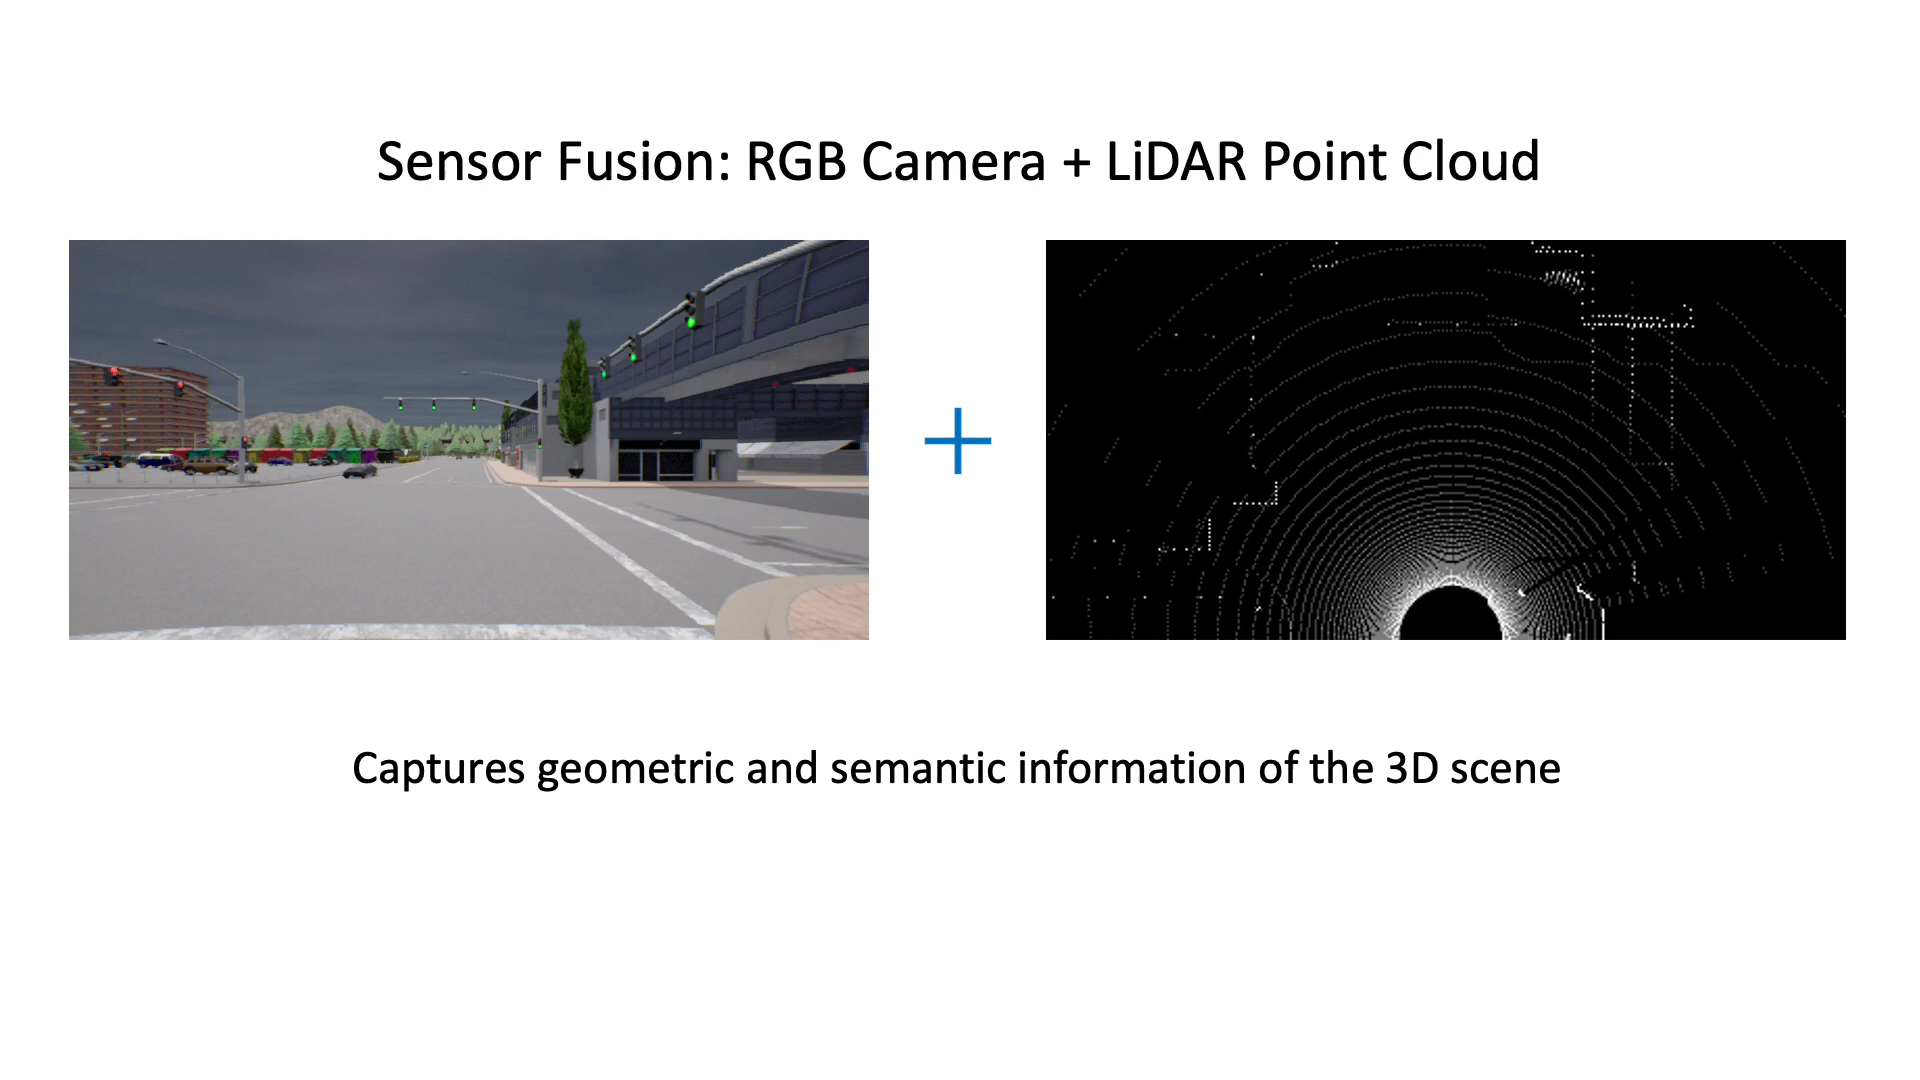 Sensor Fusion: RGB Camera + LiDAR Point Cloud
Captures geometric and semantic information of the 3D scene